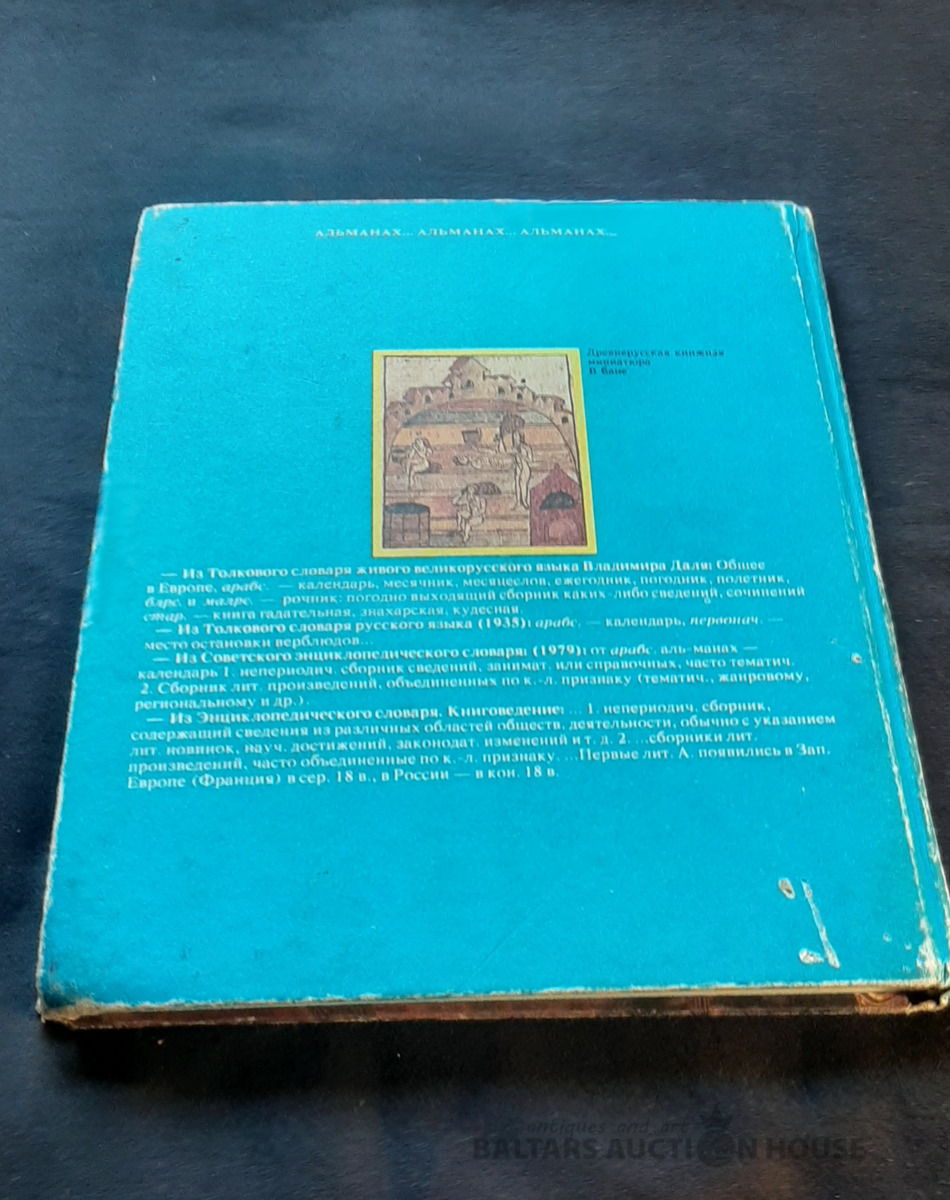 АЛЬМАНАХ... АЛЬМАНАХ... АЛЬМАНАХ...
Древнерусская книжная
миниатюра
В бане
— Из Толкового словаря живого великорусского языка Владимира Даля: Общее
в Европе, арабс. — календарь, месячник, месяцеслов, ежегодник, погодник, полетник,
блрс. и малрс. — рочник; погодно выходящий сборник каких-либо сведений, сочинений
стар. — книга гадательная, знахарская, кудесная.
— Из Толкового словаря русского языка (1935): арабс. — календарь, первонач. —
место остановки верблюдов...
— Из Советского энциклопедического словаря: (1979): от арабс. аль-манах —
календарь 1. непериодич. сборник сведений, занимат. или справочных, часто тематич.
2. Сборник лит. произведений, объединенных по к.-л. признаку (тематич., жанровому,
региональному и др.).
— Из Энциклопедического словаря. Книговедение: ... 1. непериодич. сборник,
содержащий сведения из различных областей обществ. деятельности, обычно с указанием
лит. новинок, науч. достижений, законодат. изменений и т. д. 2. ...сборники лит.
произведений, часто объединенные по к.-л. признаку. ...Первые лит. А. появились в Зап.
Европе (Франция) в сер. 18 в., в России — в кон. 18 в.
antiques and art
BALTARS AUCTION HOUSE